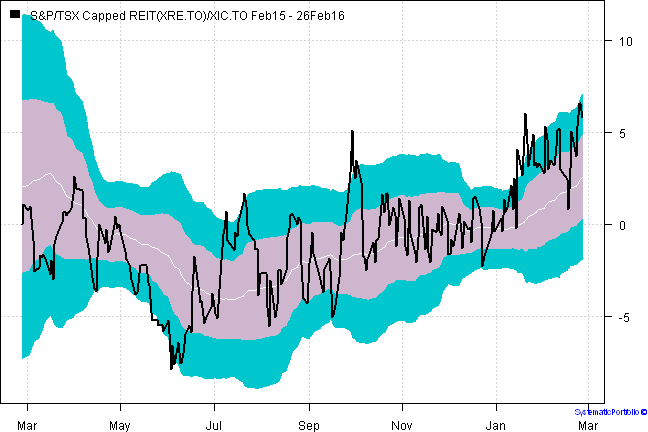 S&P/TSX Capped REIT(XRE.TO)/XIC.TO Feb15 - 26Feb16
10
5
0
-5
Mar May Jul Sep Nov Jan Mar
SystematicPortfolio ©